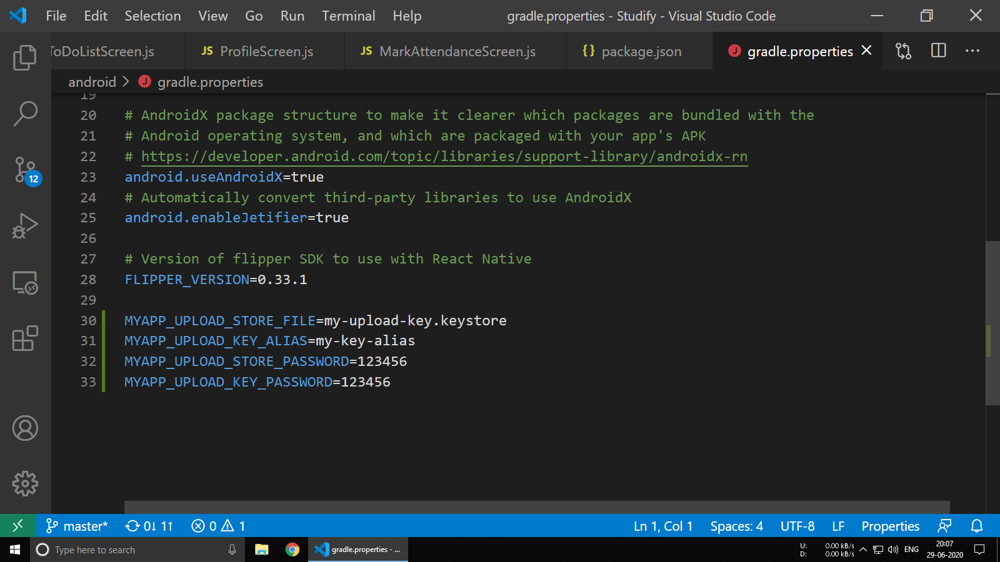 File Edit Selection View Go Run Terminal Help gradle.properties - Studify - Visual Studio Code
ToDoListScreen.js JS ProfileScreen.js JS MarkAttendanceScreen.js {} package.json J gradle.properties
android > J gradle.properties
19
20 # AndroidX package structure to make it clearer which packages are bundled with the
21 # Android operating system, and which are packaged with your app's APK
22 # https://developer.android.com/topic/libraries/support-library/androidx-rn
23 android.useAndroidX=true
24 # Automatically convert third-party libraries to use AndroidX
25 android.enableJetifier=true
26
27 # Version of flipper SDK to use with React Native
28 FLIPPER_VERSION=0.33.1
29
30 MYAPP_UPLOAD_STORE_FILE=my-upload-key.keystore
31 MYAPP_UPLOAD_KEY_ALIAS=my-key-alias
32 MYAPP_UPLOAD_STORE_PASSWORD=123456
33 MYAPP_UPLOAD_KEY_PASSWORD=123456
12
master* 0↓ 1↑ 0 1 Ln 1, Col 1 Spaces: 4 UTF-8 LF Properties
Type here to search gradle.properties - ... U: 0.00 kB/s D: 0.00 kB/s ENG 20:07 29-06-2020